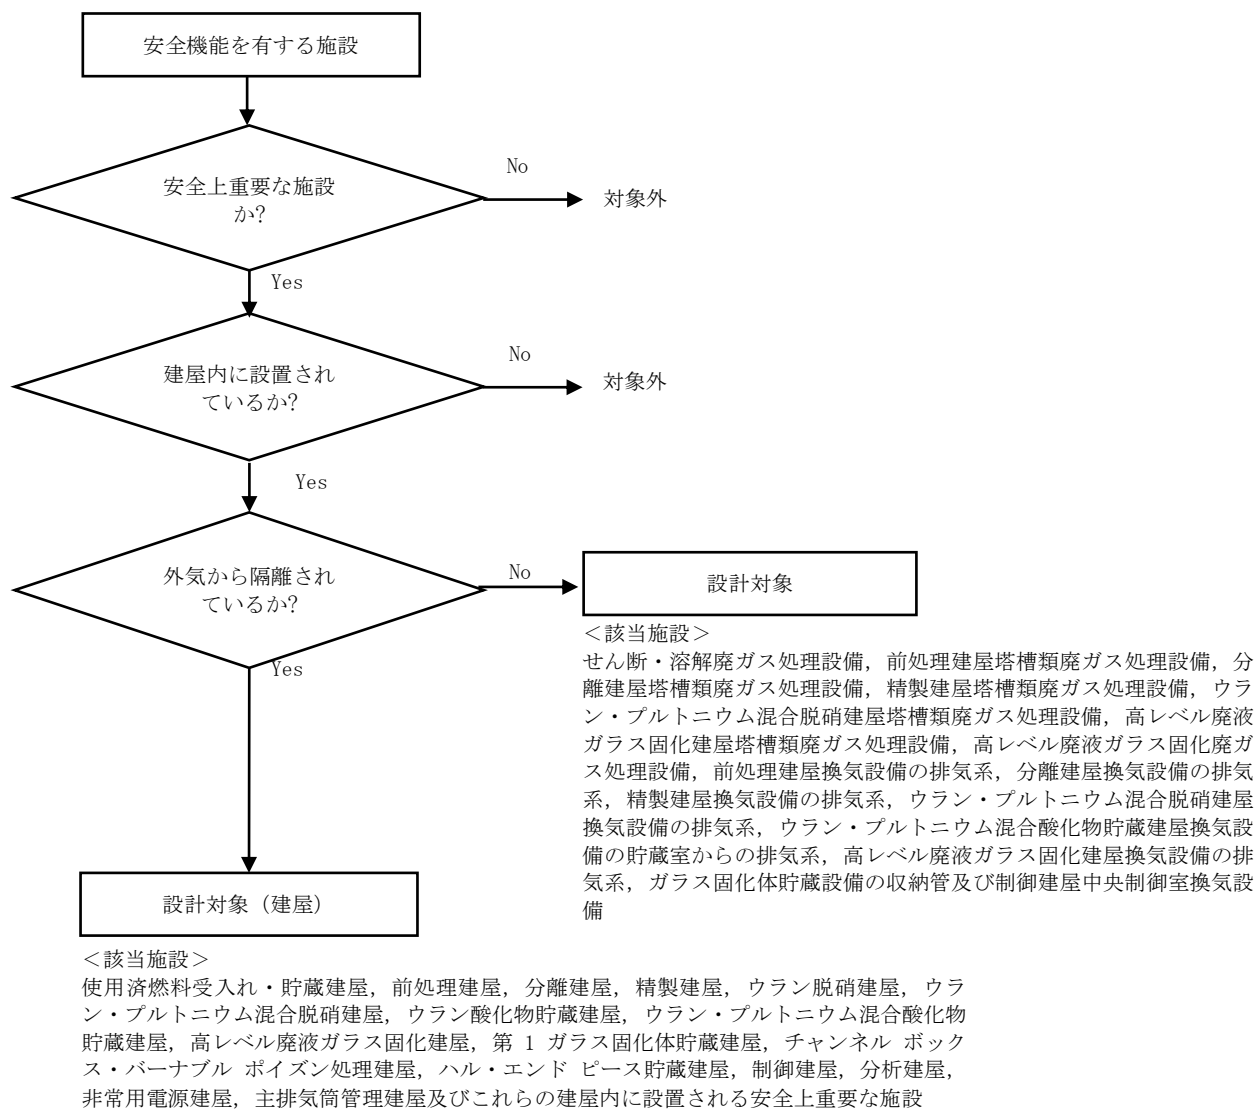 安全機能を有する施設
安全上重要な施設
か?
No
対象外
Yes
建屋内に設置され
ているか?
No
対象外
Yes
外気から隔離され
ているか?
No
設計対象
<該当施設>
せん断・溶解廃ガス処理設備, 前処理建屋塔槽類廃ガス処理設備, 分
離建屋塔槽類廃ガス処理設備, 精製建屋塔槽類廃ガス処理設備, ウラ
ン・プルトニウム混合脱硝建屋塔槽類廃ガス処理設備, 高レベル廃液
ガラス固化建屋塔槽類廃ガス処理設備, 高レベル廃液ガラス固化廃ガ
ス処理設備, 前処理建屋換気設備の排気系, 分離建屋換気設備の排気
系, 精製建屋換気設備の排気系, ウラン・プルトニウム混合脱硝建屋
換気設備の排気系, ウラン・プルトニウム混合酸化物貯蔵建屋換気設
備の貯蔵室からの排気系, 高レベル廃液ガラス固化建屋換気設備の排
気系, ガラス固化体貯蔵設備の収納管及び制御建屋中央制御室換気設
備
Yes
設計対象(建屋)
<該当施設>
使用済燃料受入れ・貯蔵建屋, 前処理建屋, 分離建屋, 精製建屋, ウラン脱硝建屋, ウラ
ン・プルトニウム混合脱硝建屋, ウラン酸化物貯蔵建屋, ウラン・プルトニウム混合酸化物
貯蔵建屋, 高レベル廃液ガラス固化建屋, 第 1 ガラス固化体貯蔵建屋, チャンネル ボック
ス・バーナブル ポイズン処理建屋, ハル・エンド ピース貯蔵建屋, 制御建屋, 分析建屋,
非常用電源建屋, 主排気筒管理建屋及びこれらの建屋内に設置される安全上重要な施設